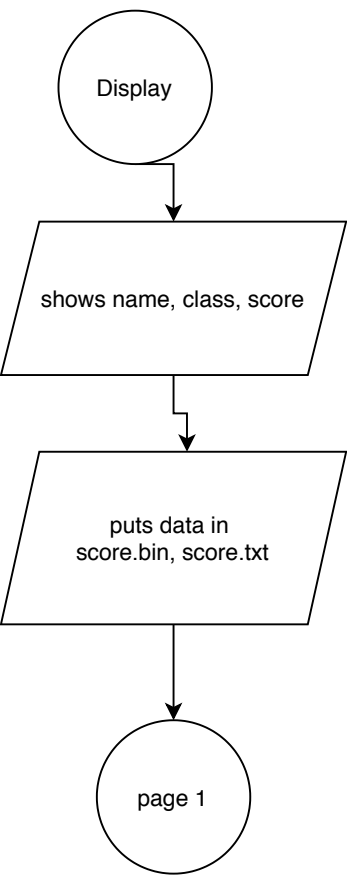 Display
shows name, class, score
puts data in
score.bin, score.txt
page 1